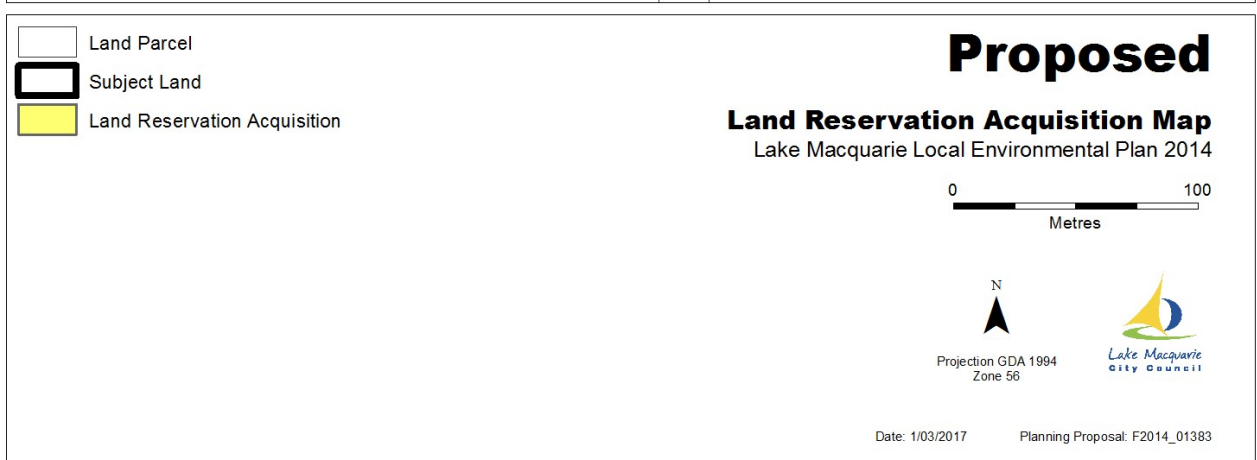 Land Parcel
Subject Land
Land Reservation Acquisition
Proposed
Land Reservation Acquisition Map
Lake Macquarie Local Environmental Plan 2014
0 100
Metres
N
Projection GDA 1994
Zone 56
Lake Macquarie
City Council
Date: 1/03/2017 Planning Proposal: F2014_01383